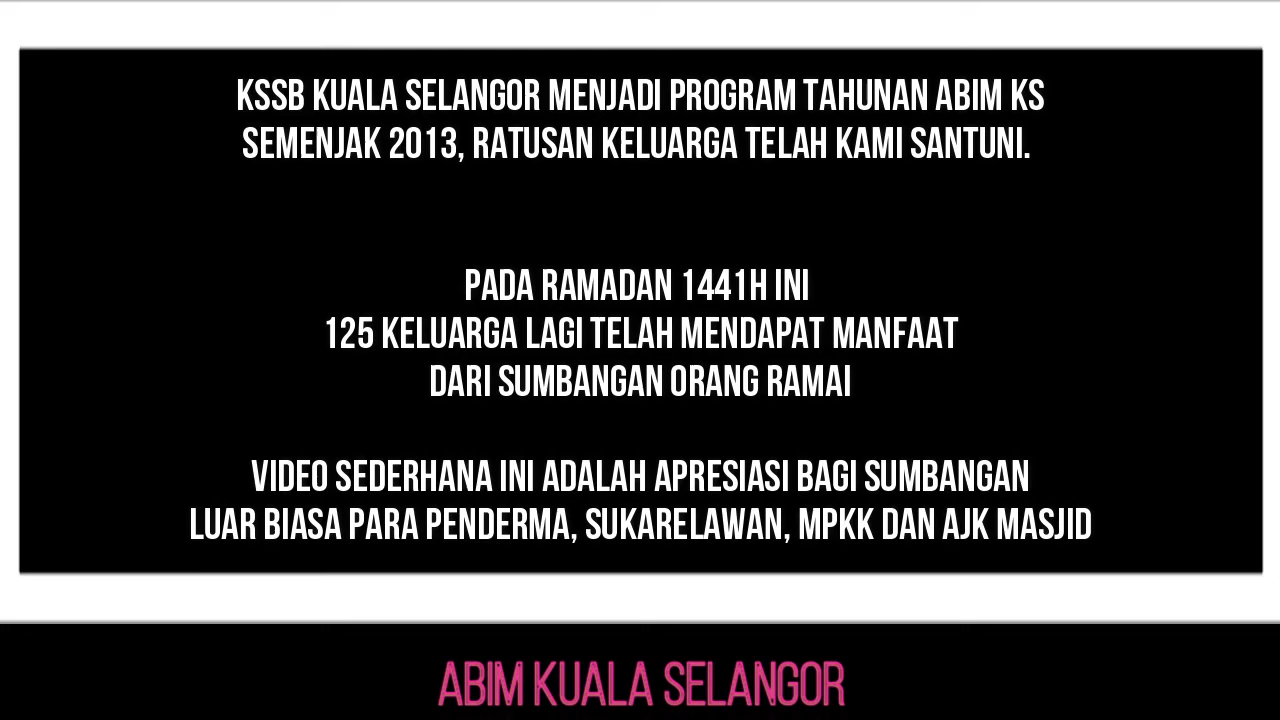 KSSB KUALA SELANGOR MENJADI PROGRAM TAHUNAN ABIM KS
SEMENJAK 2013, RATUSAN KELUARGA TELAH KAMI SANTUNI.
PADA RAMADAN 1441H INI
125 KELUARGA LAGI TELAH MENDAPAT MANFAAT
DARI SUMBANGAN ORANG RAMAI
VIDEO SEDERHANA INI ADALAH APRESIASI BAGI SUMBANGAN
LUAR BIASA PARA PENDERMA, SUKARELAWAN, MPKK DAN AJK MASJID
ABIM KUALA SELANGOR